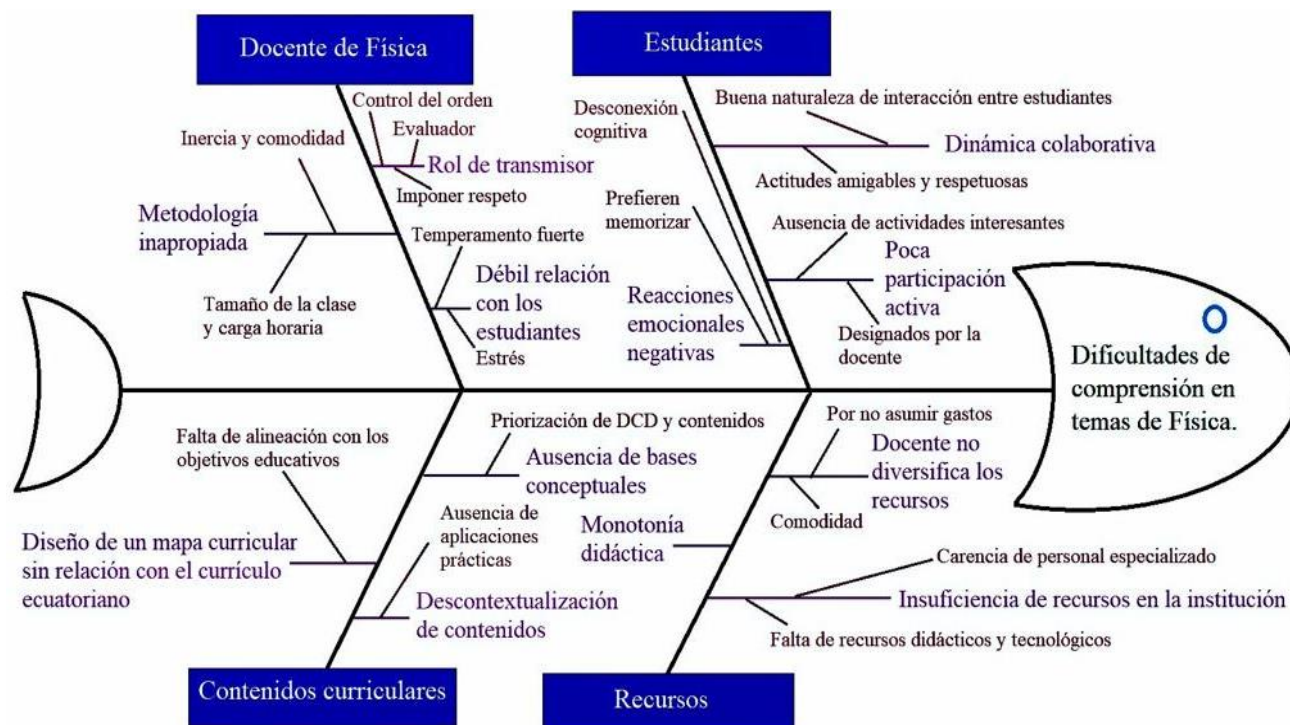 Docente de Física
Estudiantes
Control del orden
Evaluador
Inercia y comodidad
Rol de transmisor
Imponer respeto
Metodología
inapropiada
Tamaño de la clase
y carga horaria
Temperamento fuerte
Débil relación
con los
estudiantes
Estrés
Desconexión
cognitiva
Buena naturaleza de interacción entre estudiantes
Dinámica colaborativa
Actitudes amigables y respetuosas
Prefieren
memorizar
Ausencia de actividades interesantes
Poca
participación
activa
Reacciones
emocionales
negativas
Designados por la
docente
Dificultades de
comprensión en
temas de Física.
Falta de alineación con los
objetivos educativos
Priorización de DCD y contenidos
Ausencia de bases
conceptuales
Ausencia de
aplicaciones
prácticas
Diseño de un mapa curricular
sin relación con el currículo
ecuatoriano
Descontextualización
de contenidos
Por no asumir gastos
Docente no
diversifica los
recursos
Comodidad
Monotonía
didáctica
Carencia de personal especializado
Insuficiencia de recursos en la institución
Falta de recursos didácticos y tecnológicos
Contenidos curriculares
Recursos